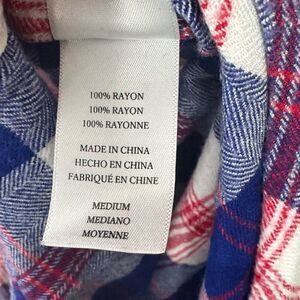 100% RAYON
100% RAYON
100% RAYONNE
MADE IN CHINA
HECHO EN CHINA
FABRIQUÉ EN CHINE
MEDIUM
MEDIANO
MOYENNE